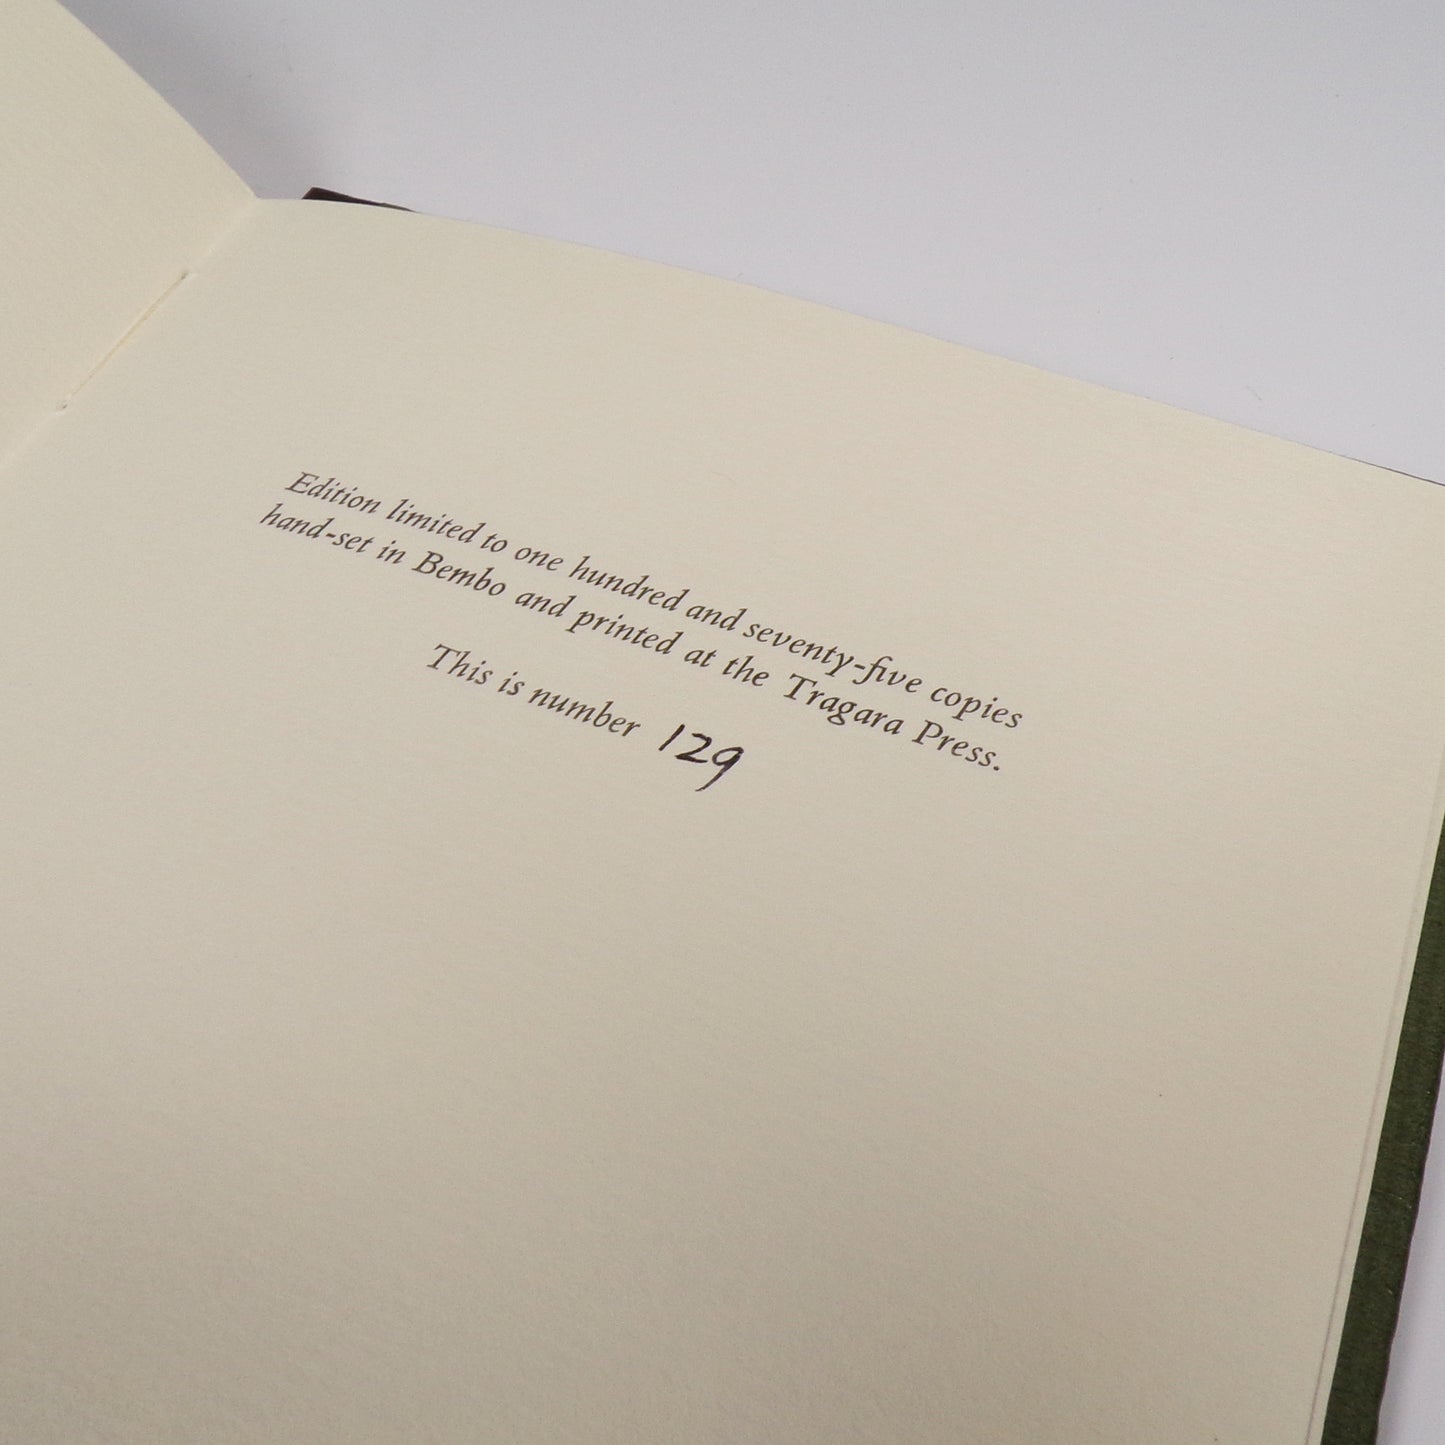 Edition limited to one hundred and seventy-five copies
hand-set in Bembo and printed at the Tragara Press.
This is number 129